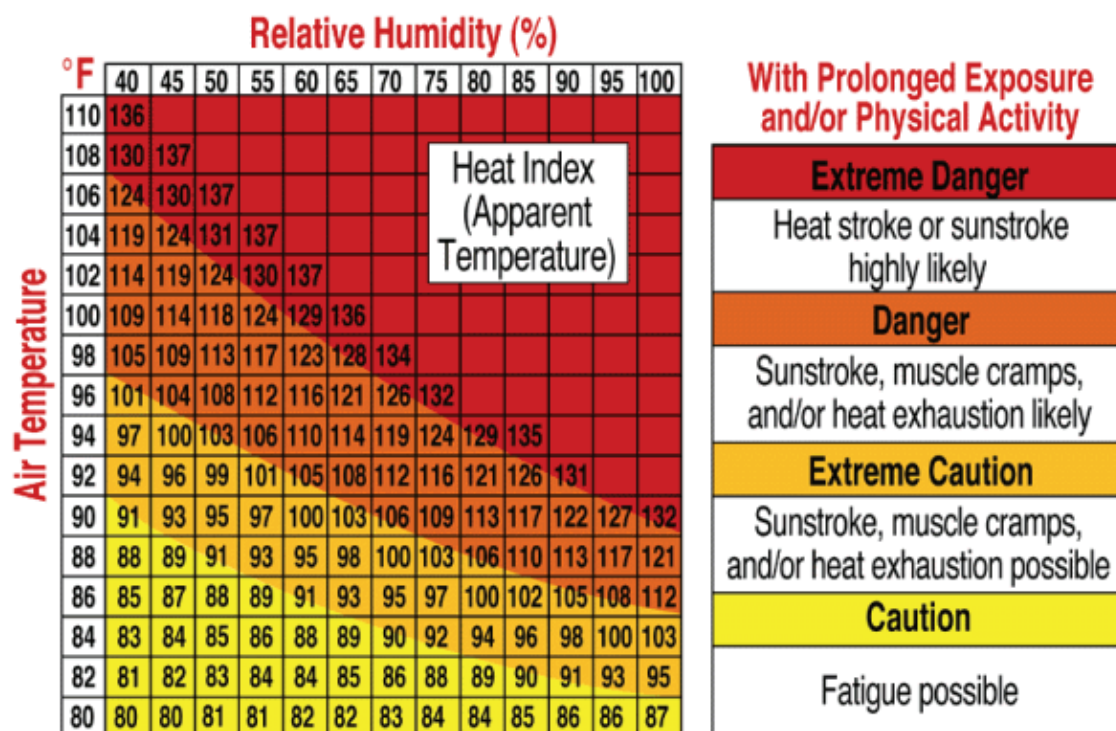 Relative Humidity (%)
°F 40 45 50 55 60 65 70 75 80 85 90 95 100
110 136
108 130 137
106 124 130 137
104 119 124 131 137
102 114 119 124 130 137
100 109 114 118 124 129 136
98 105 109 113 117 123 128 134
96 101 104 108 112 116 121 126 132
94 97 100 103 106 110 114 119 124 129 135
92 94 96 99 101 105 108 112 116 121 126 131
90 91 93 95 97 100 103 106 109 113 117 122 127 132
88 88 89 91 93 95 98 100 103 106 110 113 117 121
86 85 87 88 89 91 93 95 97 100 102 105 108 112
84 83 84 85 86 88 89 90 92 94 96 98 100 103
82 81 82 83 84 84 85 86 88 89 90 91 93 95
80 80 80 81 81 82 82 83 84 84 85 86 86 87
Air Temperature
Heat Index
(Apparent
Temperature)
With Prolonged Exposure
and/or Physical Activity
Extreme Danger
Heat stroke or sunstroke
highly likely
Danger
Sunstroke, muscle cramps,
and/or heat exhaustion likely
Extreme Caution
Sunstroke, muscle cramps,
and/or heat exhaustion possible
Caution
Fatigue possible